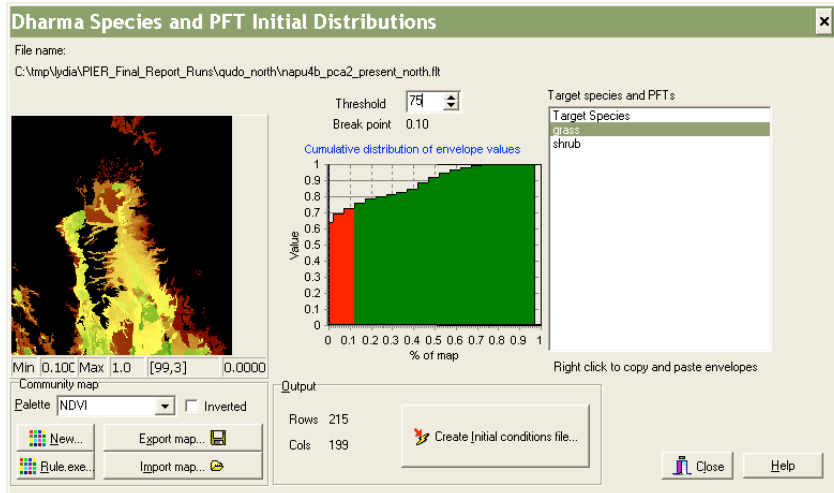 Dharma Species and PFT Initial Distributions
File name:
C:\tmp\lydia\PIER_Final_Report_Runs\qudo_north\napu4b_pca2_present_north.flt
Threshold 75
Break point 0.10
Cumulative distribution of envelope values
1
0.9
0.8
0.7
0.6
0.5
0.4
0.3
0.2
0.1
0
Value
0 0.1 0.2 0.3 0.4 0.5 0.6 0.7 0.8 0.9 1
% of map
Target species and PFTs
Target Species
grass
shrub
Right click to copy and paste envelopes
Min 0.100 Max 1.0 [99,3] 0.0000
Community map
Palette NDVI Inverted
New... Export map...
Rule.exe... Import map...
Output
Rows 215
Cols 199
Create Initial conditions file...
Close Help